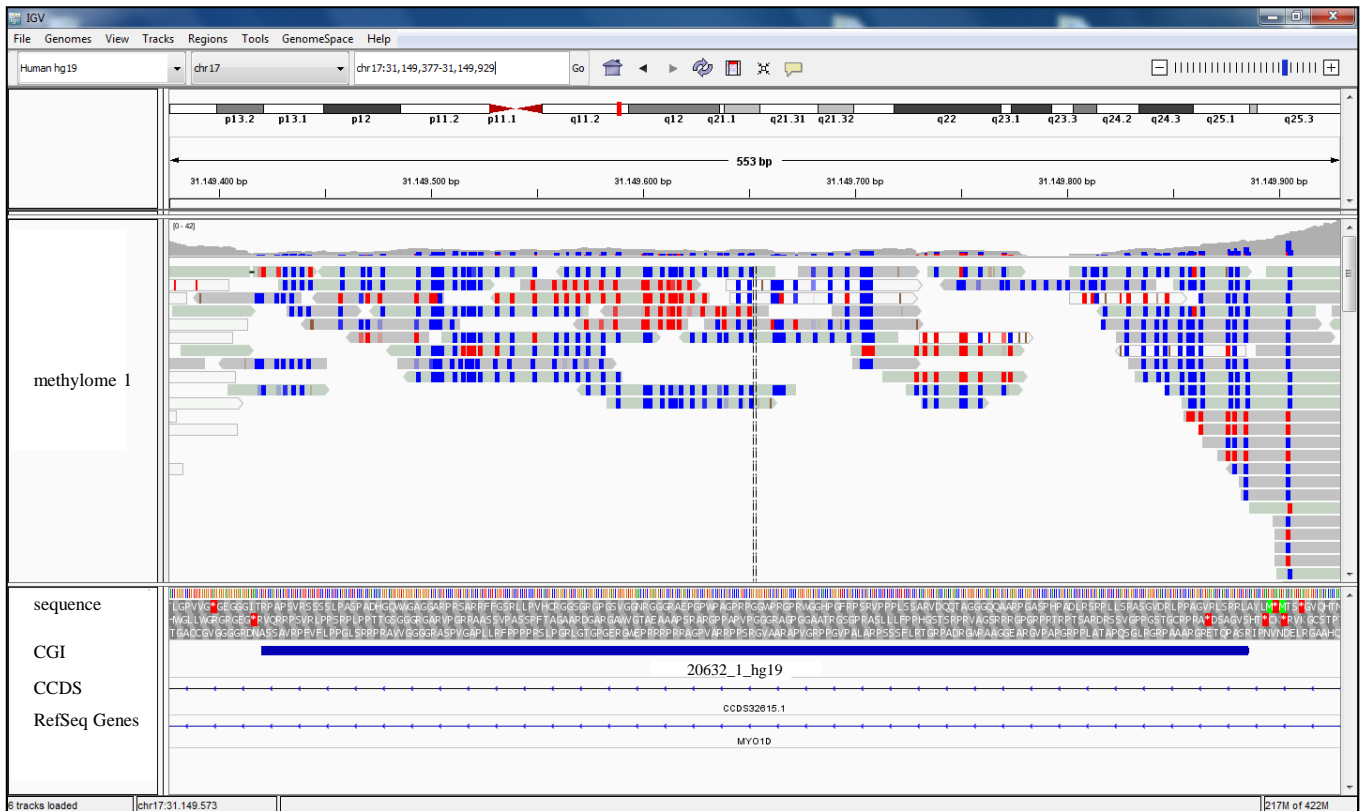 IGV
File Genomes View Tracks Regions Tools GenomeSpace Help
Human hg19 chr17 chr17:31,149,377-31,149,929 Go
p13.2 p13.1 p12 p11.2 p11.1 q11.2 q12 q21.1 q21.31 q21.32 q22 q23.1 q23.3 q24.2 q24.3 q25.1 q25.3
553 bp
31.149.400 bp 31.149.500 bp 31.149.600 bp 31.149.700 bp 31.149.800 bp 31.149.900 bp
[0 - 42]
methylome 1
sequence
CGI
20632_1_hg19
CCDS
CCDS32615.1
RefSeq Genes
MYO1D
6 tracks loaded chr17:31.149.573 217M of 422M